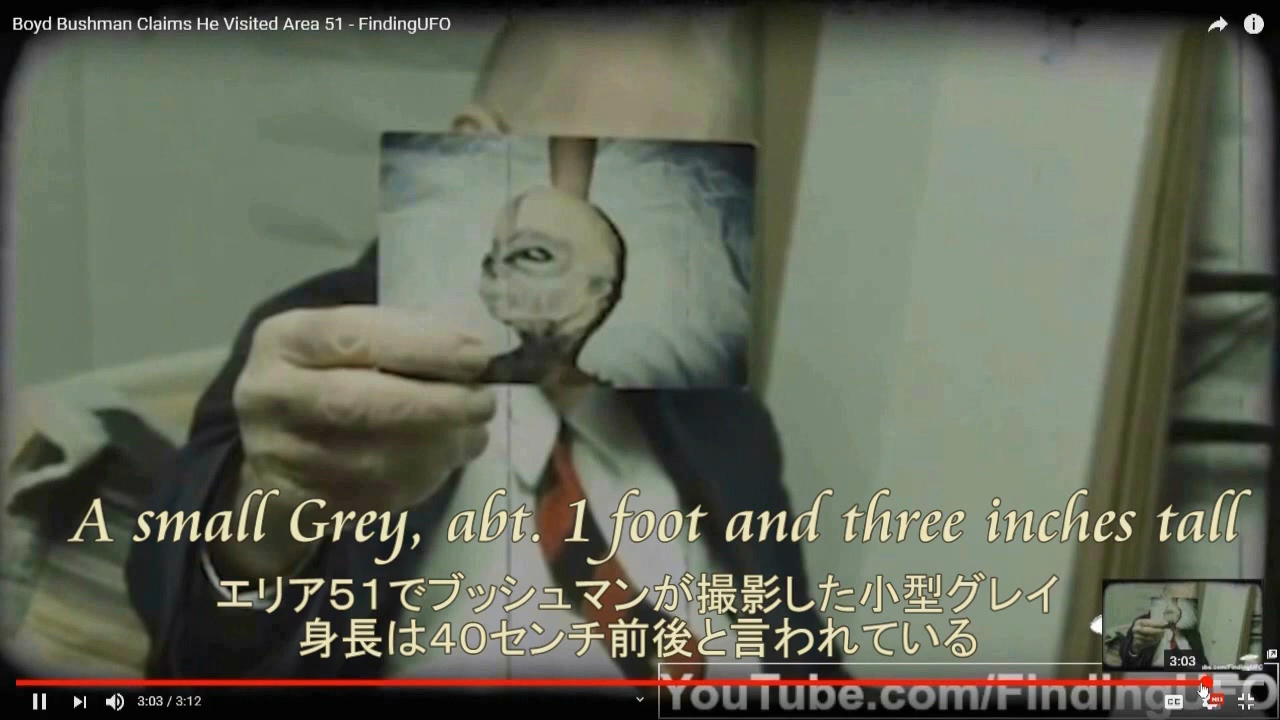 Boyd Bushman Claims He Visited Area 51 - FindingUFO
A small Grey, abt. 1 foot and three inches tall
エリア51でブッシュマンが撮影した小型グレイ
身長は40センチ前後と言われている
3:03
YouTube.com/FindingUFO
3:03 / 3:12
CC
HD